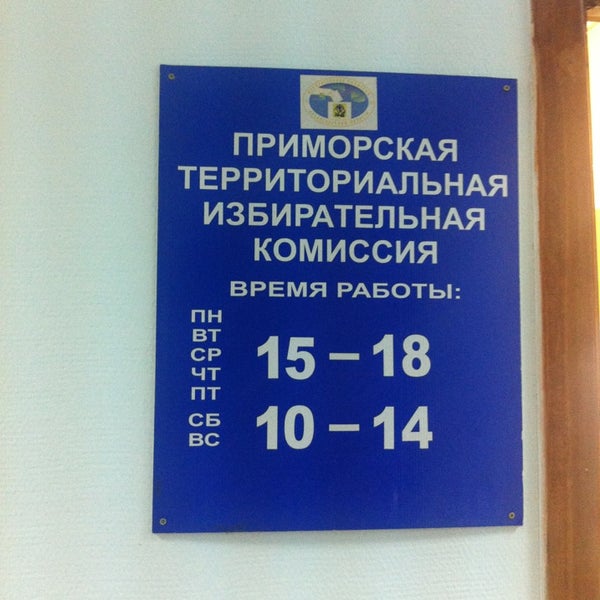 ПРИМОРСКАЯ
ТЕРРИТОРИАЛЬНАЯ
ИЗБИРАТЕЛЬНАЯ
КОМИССИЯ
ВРЕМЯ РАБОТЫ:
ПН
ВТ
СР
ЧТ
ПТ
15 – 18
СБ
ВС
10 – 14